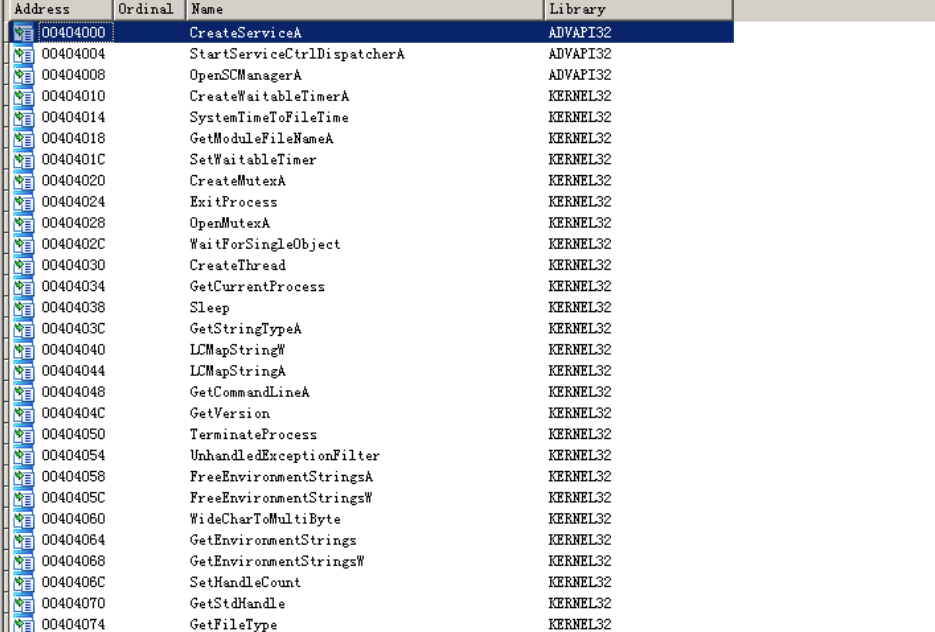 Address Ordinal Name Library
00404000 CreateServiceA ADVAPI32
00404004 StartServiceCtrlDispatcherA ADVAPI32
00404008 OpenSCManagerA ADVAPI32
00404010 CreateWaitableTimerA KERNEL32
00404014 SystemTimeToFileTime KERNEL32
00404018 GetModuleFileNameA KERNEL32
0040401C SetWaitableTimer KERNEL32
00404020 CreateMutexA KERNEL32
00404024 ExitProcess KERNEL32
00404028 OpenMutexA KERNEL32
0040402C WaitForSingleObject KERNEL32
00404030 CreateThread KERNEL32
00404034 GetCurrentProcess KERNEL32
00404038 Sleep KERNEL32
0040403C GetStringTypeA KERNEL32
00404040 LCMapStringW KERNEL32
00404044 LCMapStringA KERNEL32
00404048 GetCommandLineA KERNEL32
0040404C GetVersion KERNEL32
00404050 TerminateProcess KERNEL32
00404054 UnhandledExceptionFilter KERNEL32
00404058 FreeEnvironmentStringsA KERNEL32
0040405C FreeEnvironmentStringsW KERNEL32
00404060 WideCharToMultiByte KERNEL32
00404064 GetEnvironmentStrings KERNEL32
00404068 GetEnvironmentStringsW KERNEL32
0040406C SetHandleCount KERNEL32
00404070 GetStdHandle KERNEL32
00404074 GetFileType KERNEL32